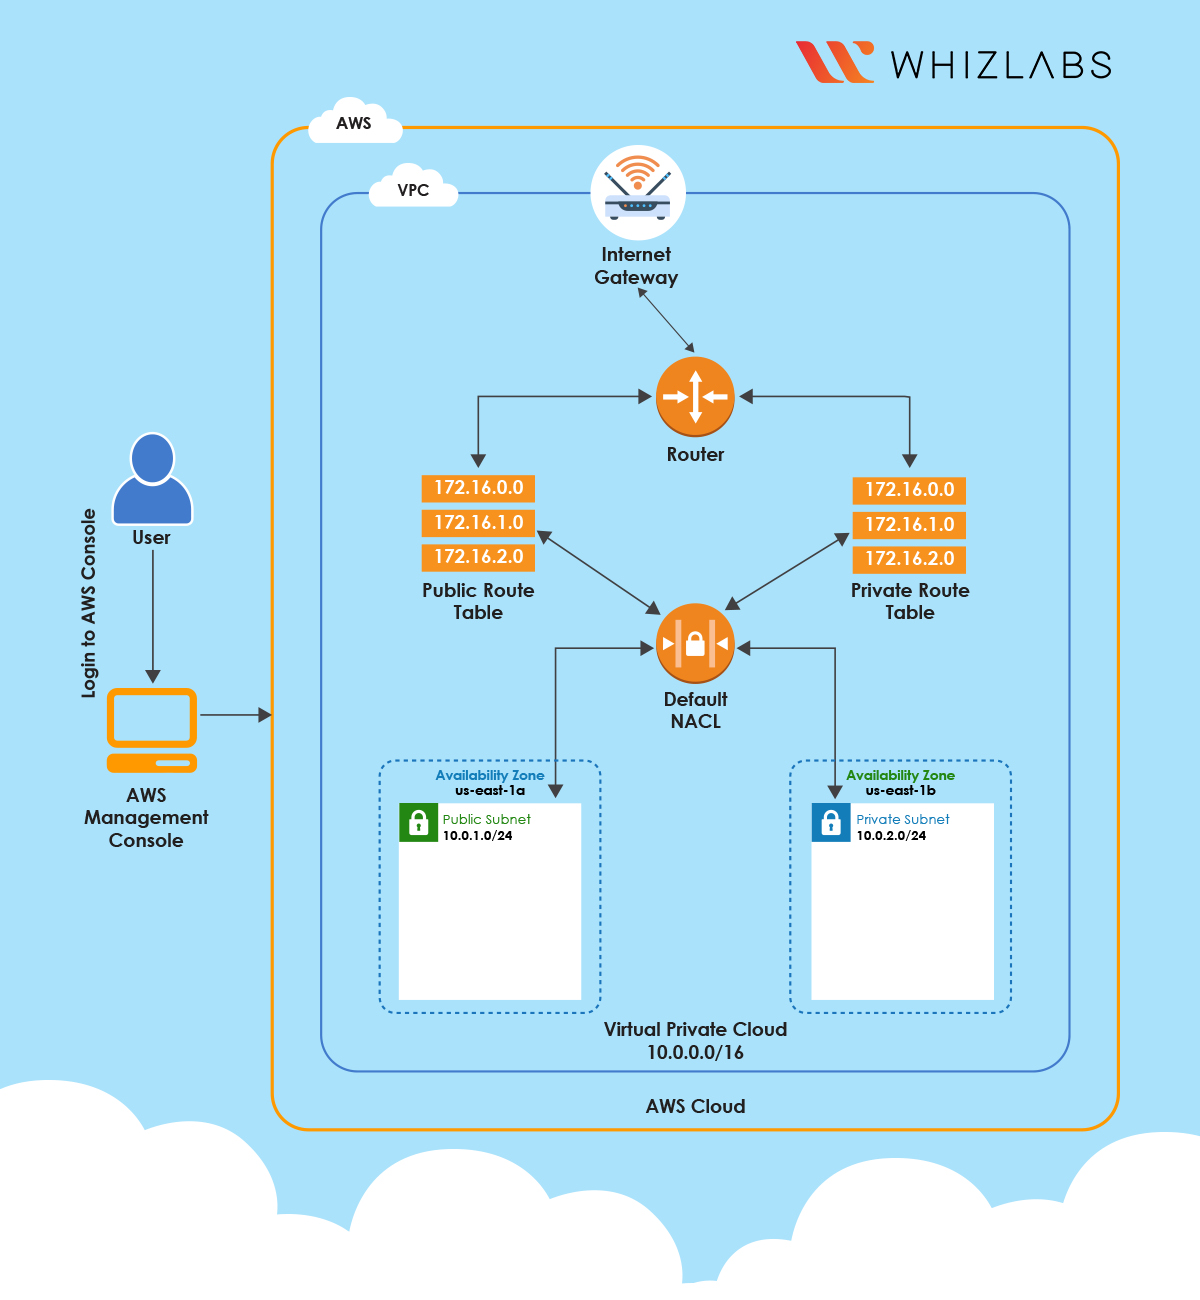 WHIZLABS
AWS
VPC
Internet
Gateway
Router
172.16.0.0
172.16.1.0
172.16.2.0
Public Route
Table
172.16.0.0
172.16.1.0
172.16.2.0
Private Route
Table
User
Login to AWS Console
Default
NACL
AWS
Management
Console
Availability Zone
us-east-1a
Public Subnet
10.0.1.0/24
Availability Zone
us-east-1b
Private Subnet
10.0.2.0/24
Virtual Private Cloud
10.0.0.0/16
AWS Cloud